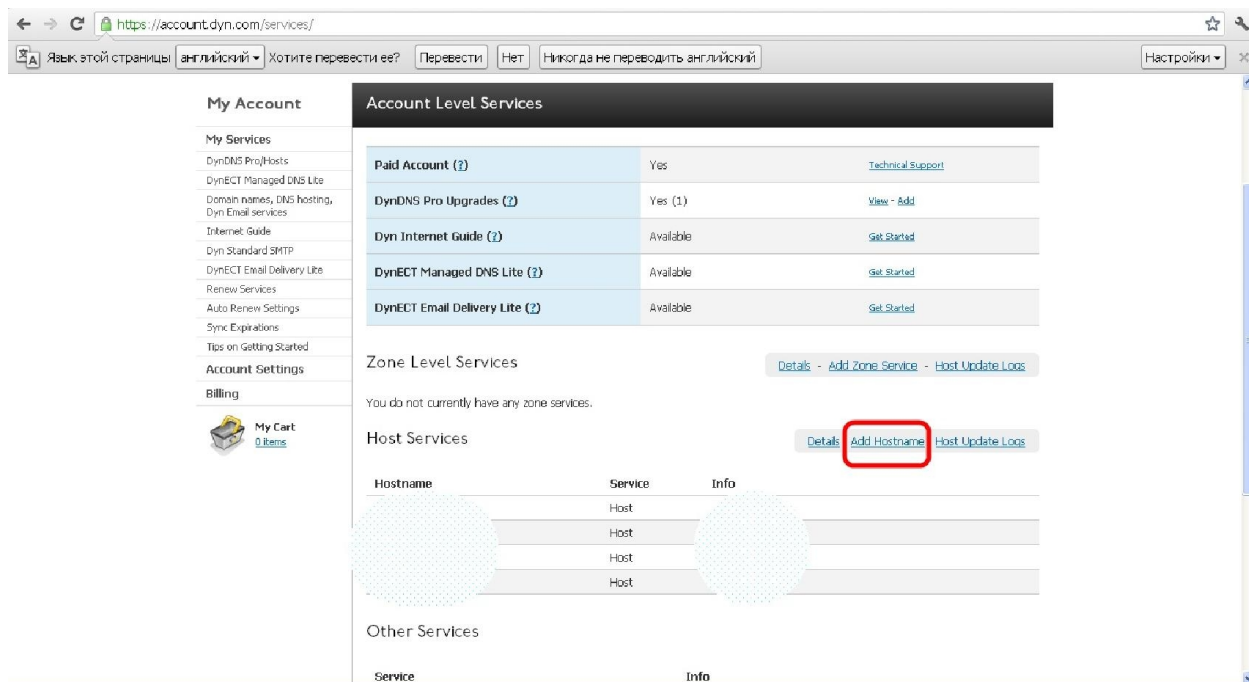 https://account.dyn.com/services/
Язык этой страницы английский Хотите перевести ее? Перевести Нет Никогда не переводить английский Настройки
My Account
My Services
DynDNS Pro/Hosts
DynECT Managed DNS Lite
Domain names, DNS hosting,
Dyn Email services
Internet Guide
Dyn Standard SMTP
DynECT Email Delivery Lite
Renew Services
Auto Renew Settings
Sync Expirations
Tips on Getting Started
Account Settings
Billing
My Cart
0 items
Account Level Services
Paid Account (?) Yes Technical Support
DynDNS Pro Upgrades (?) Yes (1) View - Add
Dyn Internet Guide (?) Available Get Started
DynECT Managed DNS Lite (?) Available Get Started
DynECT Email Delivery Lite (?) Available Get Started
Zone Level Services Details - Add Zone Service - Host Update Logs
You do not currently have any zone services.
Host Services Details Add Hostname Host Update Logs
Hostname Service Info
Host
Host
Host
Host
Other Services
Service Info